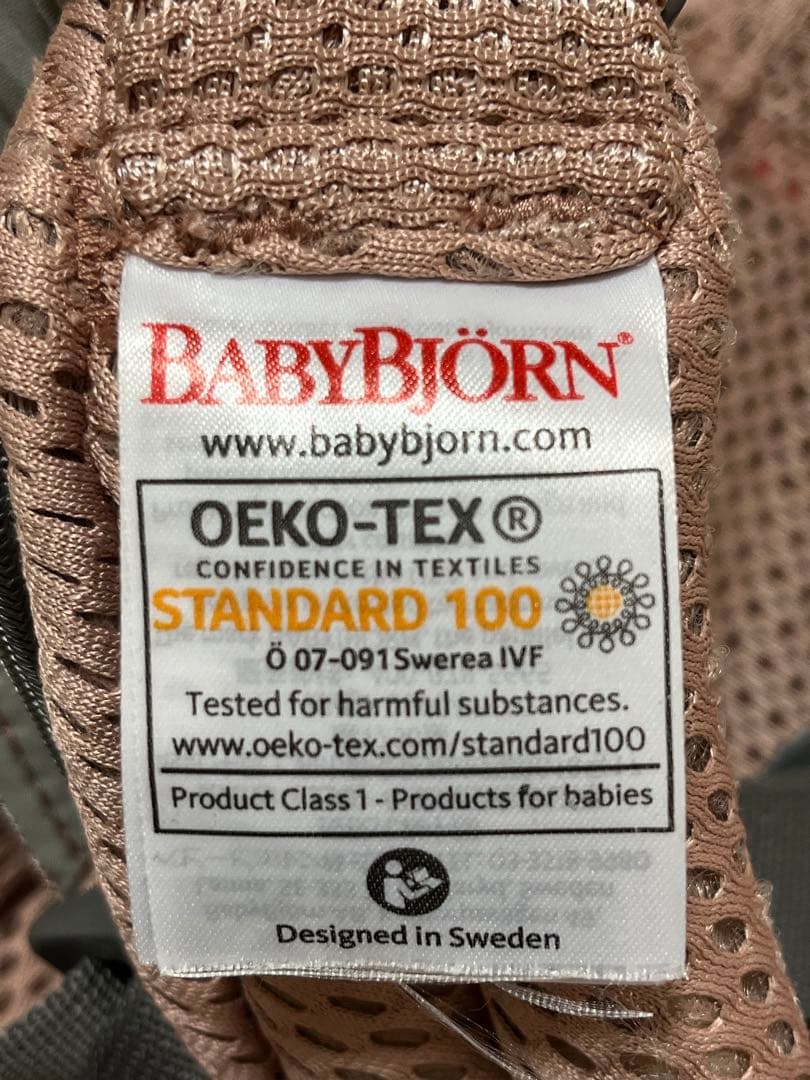 BABYBJÖRN®
www.babybjorn.com
OEKO-TEX®
CONFIDENCE IN TEXTILES
STANDARD 100
Ö 07-091 Swerea IVF
Tested for harmful substances.
www.oeko-tex.com/standard100
Product Class 1 - Products for babies
Designed in Sweden